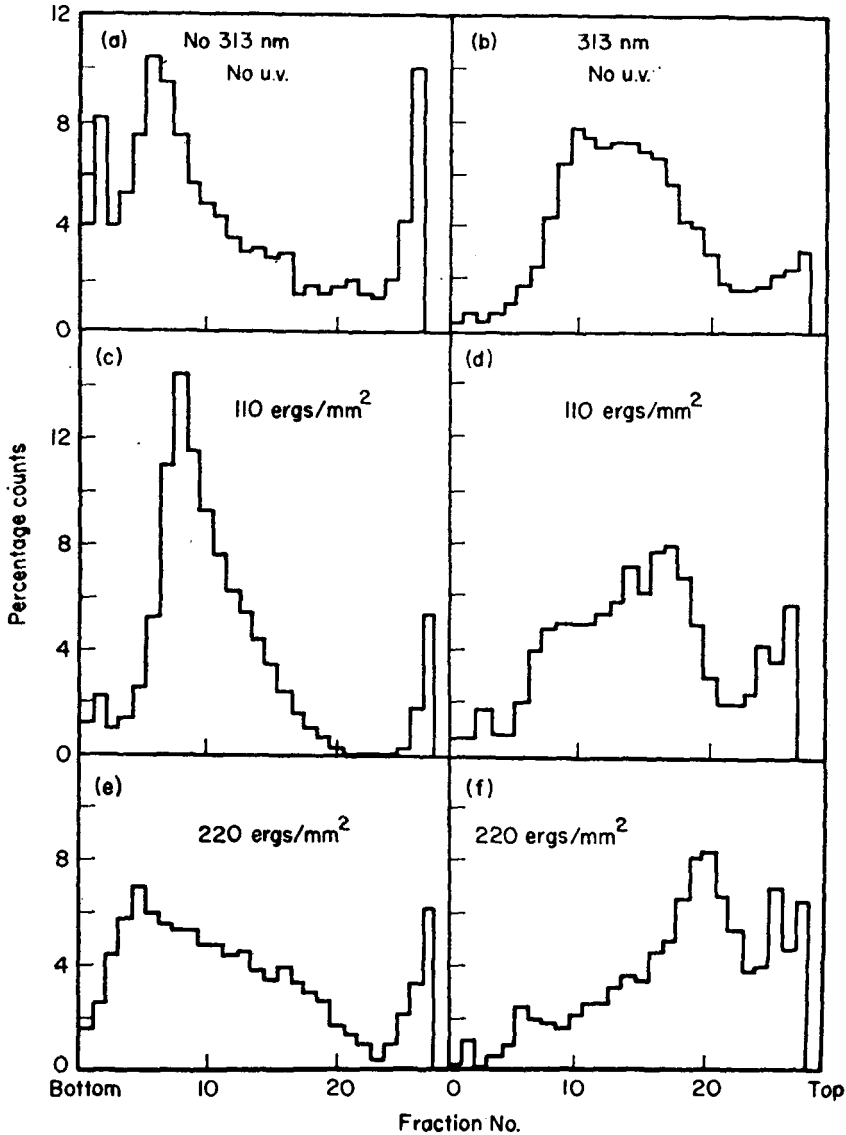 (a) No 313 nm
No u.v.
(b) 313 nm
No u.v.
12
8
4
0
(c) 110 ergs/mm²
(d) 110 ergs/mm²
12
8
4
0
Percentage counts
(e) 220 ergs/mm²
(f) 220 ergs/mm²
8
4
0
Bottom 10 20 0 10 20 Top
Fraction No.